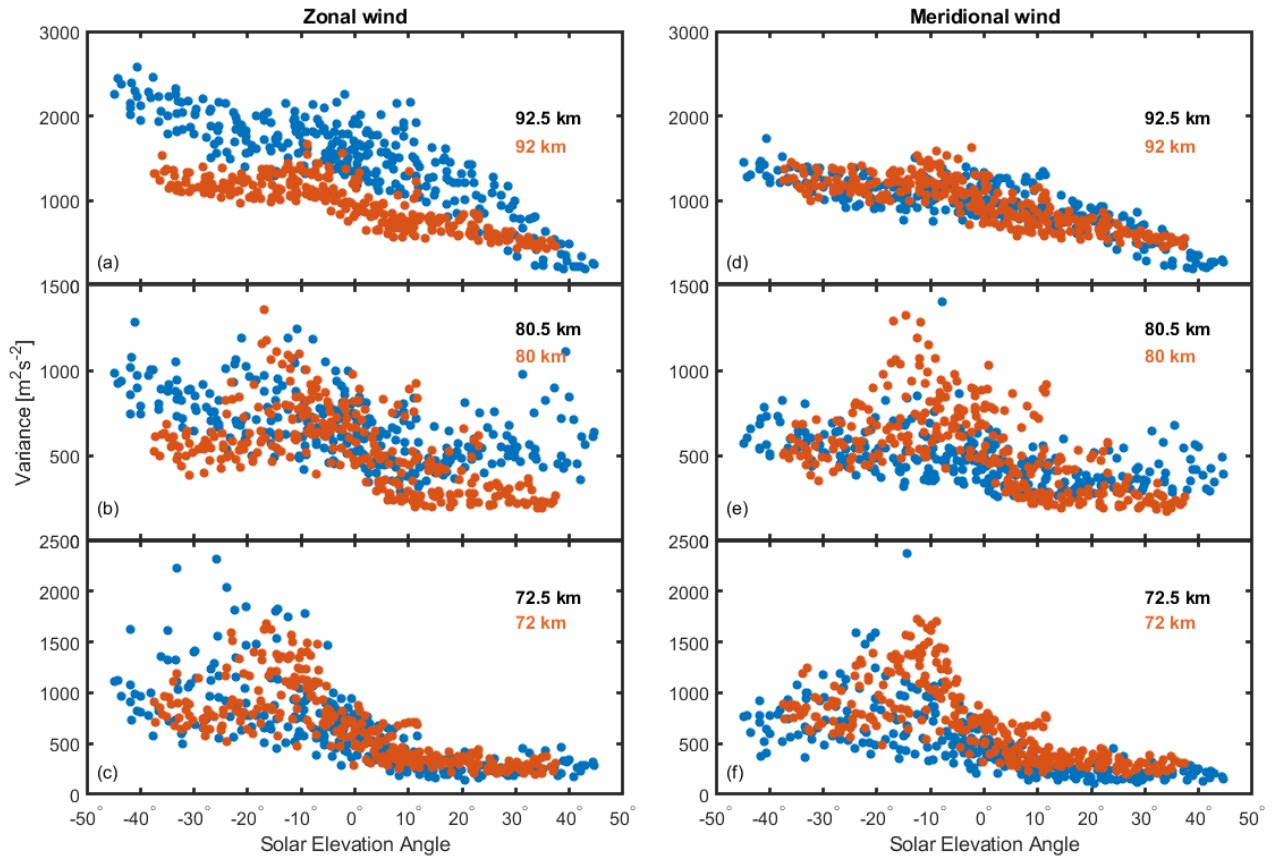 Zonal wind
Meridional wind
3000
2000
1000
0
92.5 km
92 km
(a)
3000
2000
1000
0
92.5 km
92 km
(d)
Variance [m²s⁻²]
1500
1000
500
0
80.5 km
80 km
(b)
1500
1000
500
0
80.5 km
80 km
(e)
2500
2000
1500
1000
500
0
72.5 km
72 km
(c)
2500
2000
1500
1000
500
0
72.5 km
72 km
(f)
-50° -40° -30° -20° -10° 0° 10° 20° 30° 40° 50°
-50° -40° -30° -20° -10° 0° 10° 20° 30° 40° 50°
Solar Elevation Angle
Solar Elevation Angle